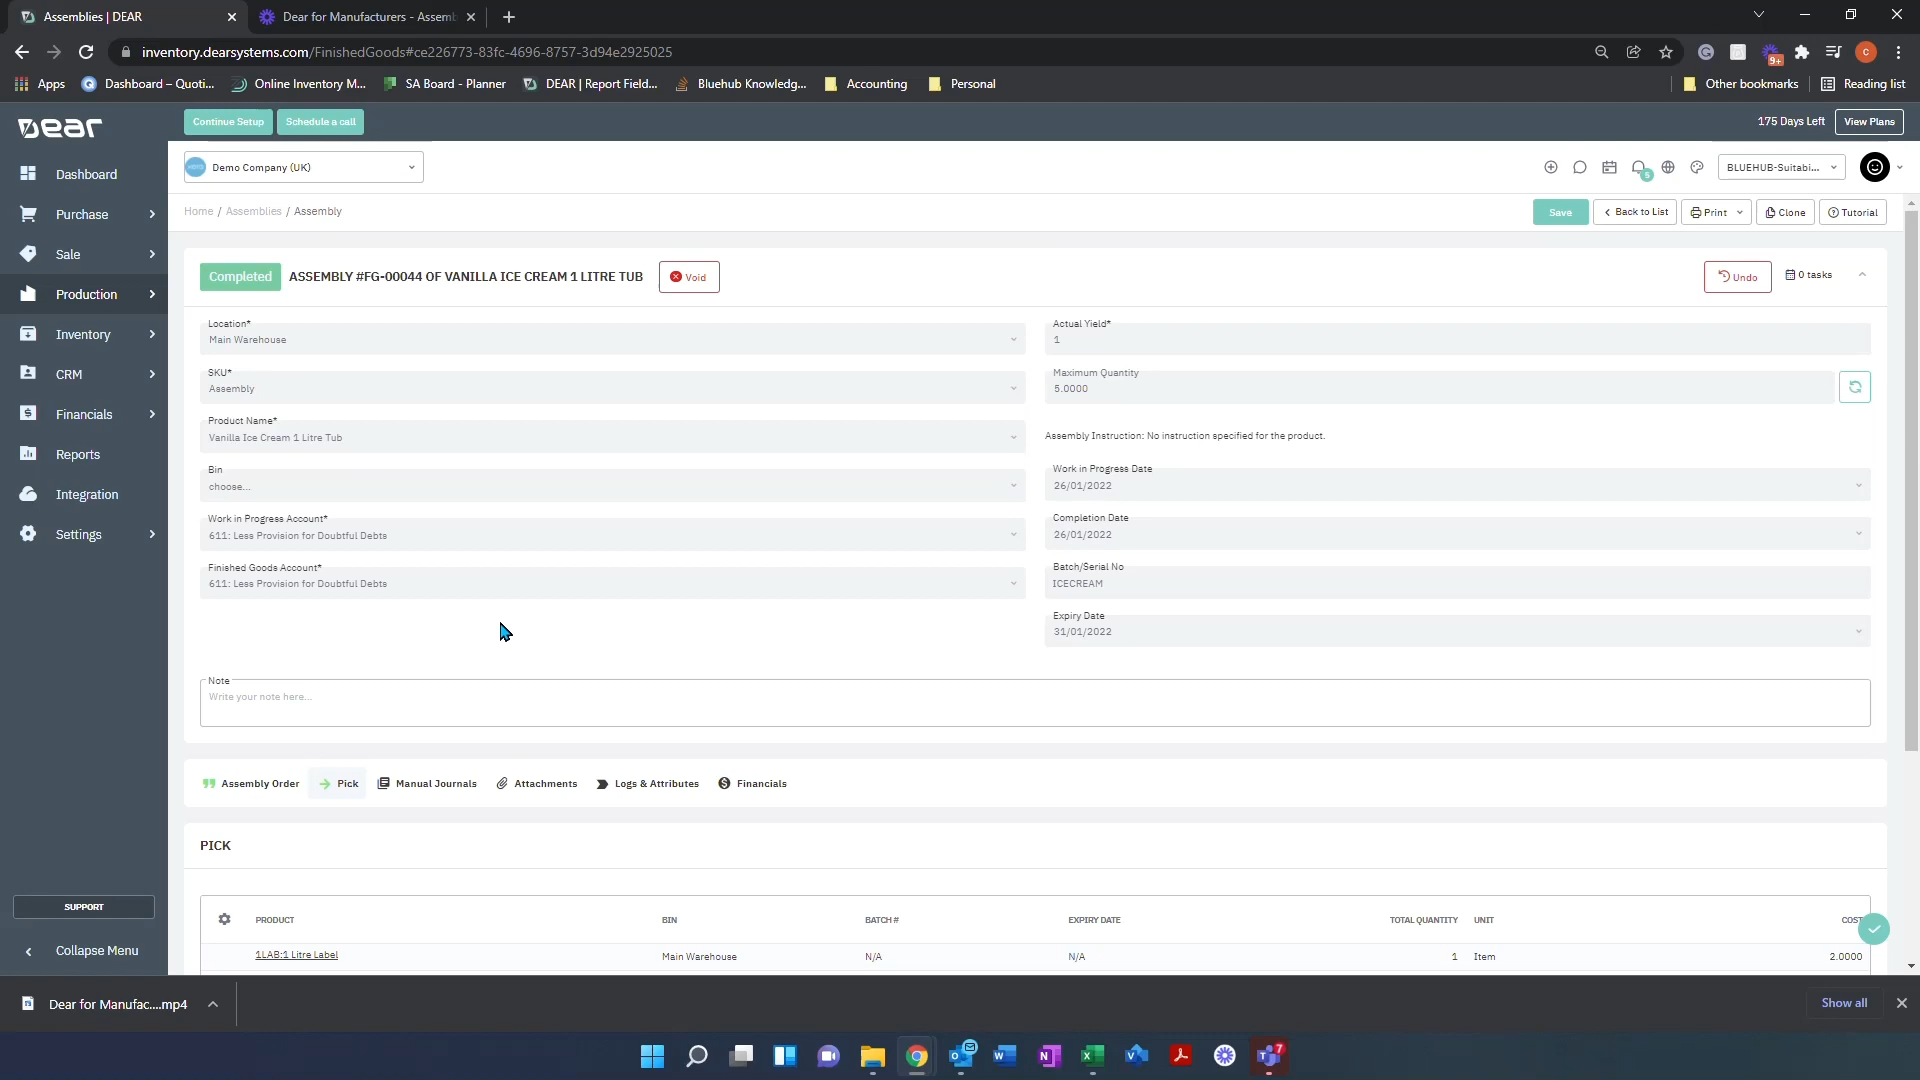 Assemblies | DEAR
Dear for Manufacturers - Assemb
inventory.dearsystems.com/FinishedGoods#ce226773-83fc-4696-8757-3d94e2925025
9+
C
Apps
Dashboard – Quoti...
Online Inventory M...
SA Board - Planner
DEAR | Report Field...
Bluehub Knowledg...
Accounting
Personal
Other bookmarks
Reading list
Dear
Continue Setup
Schedule a call
175 Days Left
View Plans
Dashboard
Purchase
Sale
Production
Inventory
CRM
Financials
Reports
Integration
Settings
SUPPORT
Collapse Menu
Demo Company (UK)
5
BLUEHUB-Suitabi...
Home / Assemblies / Assembly
Save
Back to List
Print
Clone
Tutorial
Completed
ASSEMBLY #FG-00044 OF VANILLA ICE CREAM 1 LITRE TUB
Void
Undo
0 tasks
Location*
Main Warehouse
SKU*
Assembly
Product Name*
Vanilla Ice Cream 1 Litre Tub
Bin
choose...
Work in Progress Account*
611: Less Provision for Doubtful Debts
Finished Goods Account*
611: Less Provision for Doubtful Debts
Actual Yield*
1
Maximum Quantity
5.0000
Assembly Instruction: No instruction specified for the product.
Work in Progress Date
26/01/2022
Completion Date
26/01/2022
Batch/Serial No
ICECREAM
Expiry Date
31/01/2022
Note
Write your note here...
Assembly Order
Pick
Manual Journals
Attachments
Logs & Attributes
Financials
PICK
PRODUCT BIN BATCH # EXPIRY DATE TOTAL QUANTITY UNIT COST
1LAB:1 Litre Label Main Warehouse N/A N/A 1 Item 2.0000
Dear for Manufac....mp4
Show all
7